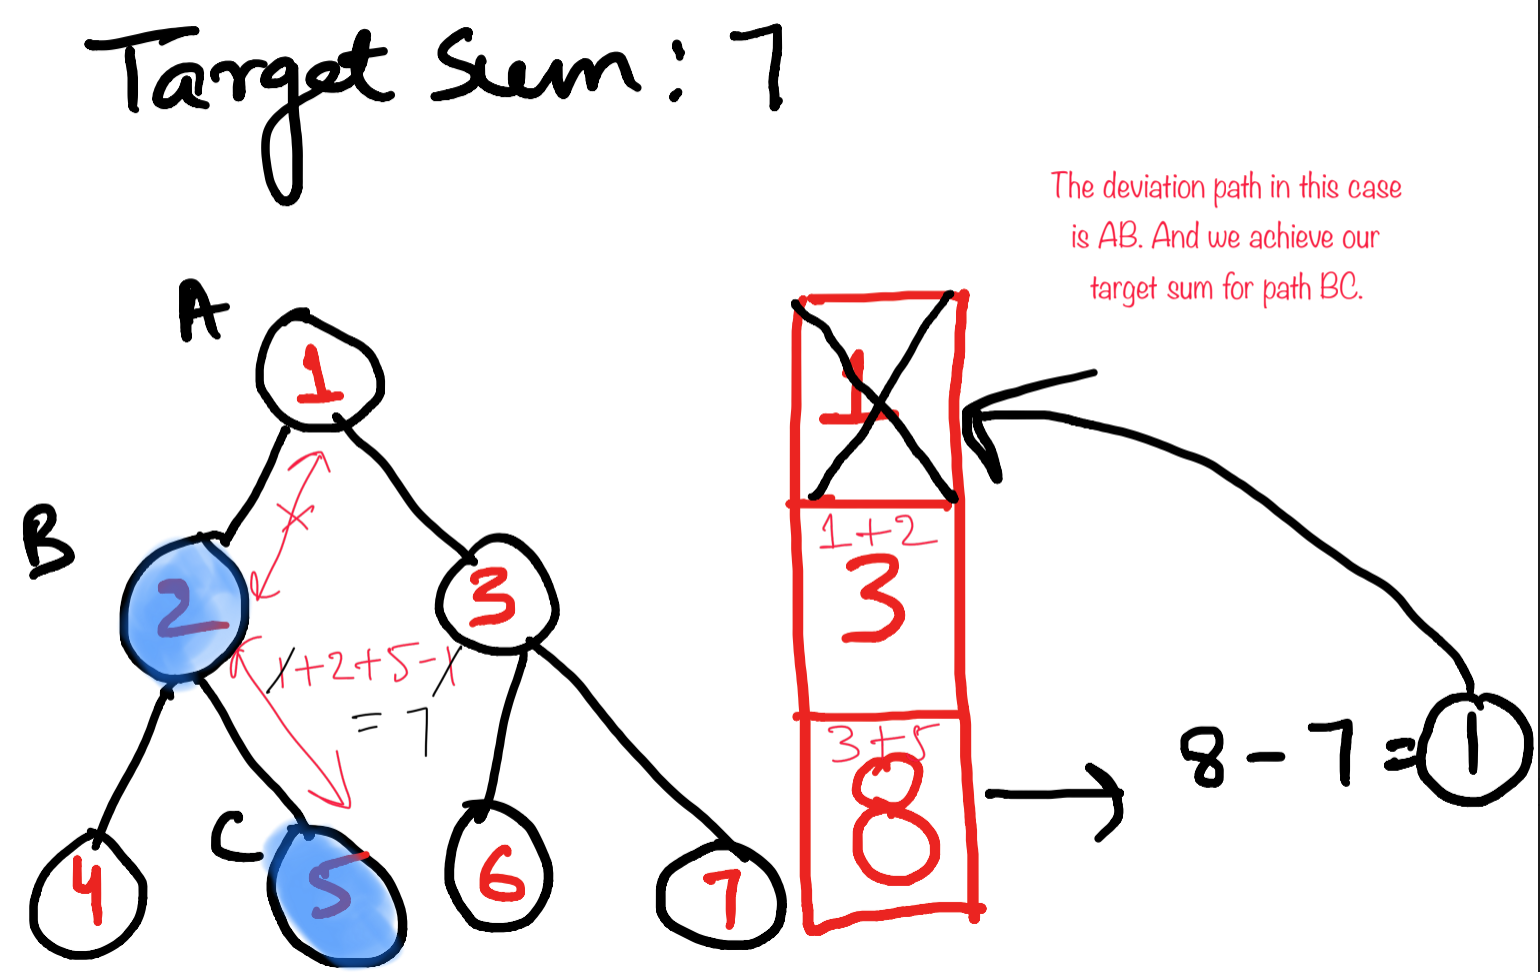 Target Sum: 7
The deviation path in this case
is AB. And we achieve our
target sum for path BC.
A
1
B
2
3
1+2+5-1
= 7
C
4
5
6
7
1
1+2
3
3+5
8
8-7=1